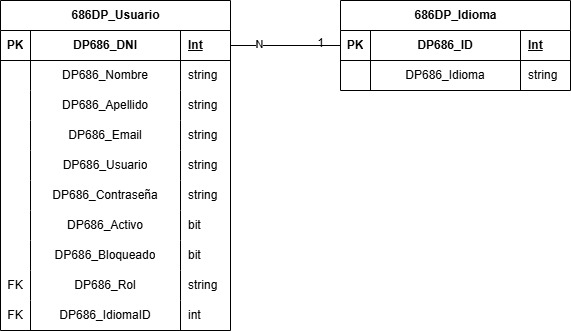 686DP_Usuario
PK DP686_DNI Int
DP686_Nombre string
DP686_Apellido string
DP686_Email string
DP686_Usuario string
DP686_Contraseña string
DP686_Activo bit
DP686_Bloqueado bit
FK DP686_Rol string
FK DP686_IdiomaID int
N 1
686DP_Idioma
PK DP686_ID Int
DP686_Idioma string